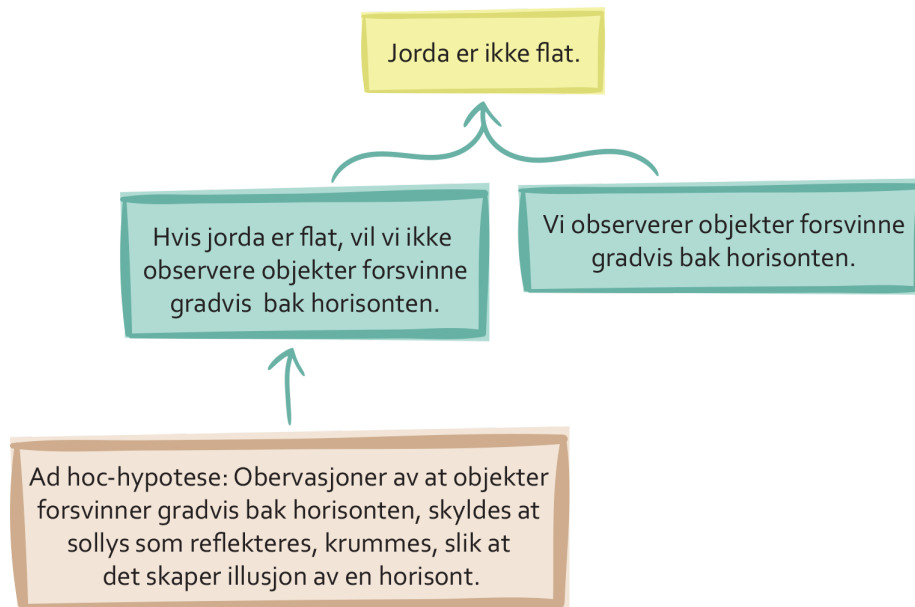 Jorda er ikke flat.
Hvis jorda er flat, vil vi ikke
observere objekter forsvinne
gradvis bak horisonten.
Vi observerer objekter forsvinne
gradvis bak horisonten.
Ad hoc-hypotese: Obervasjoner av at objekter
forsvinner gradvis bak horisonten, skyldes at
sollys som reflekteres, krummes, slik at
det skaper illusjon av en horisont.